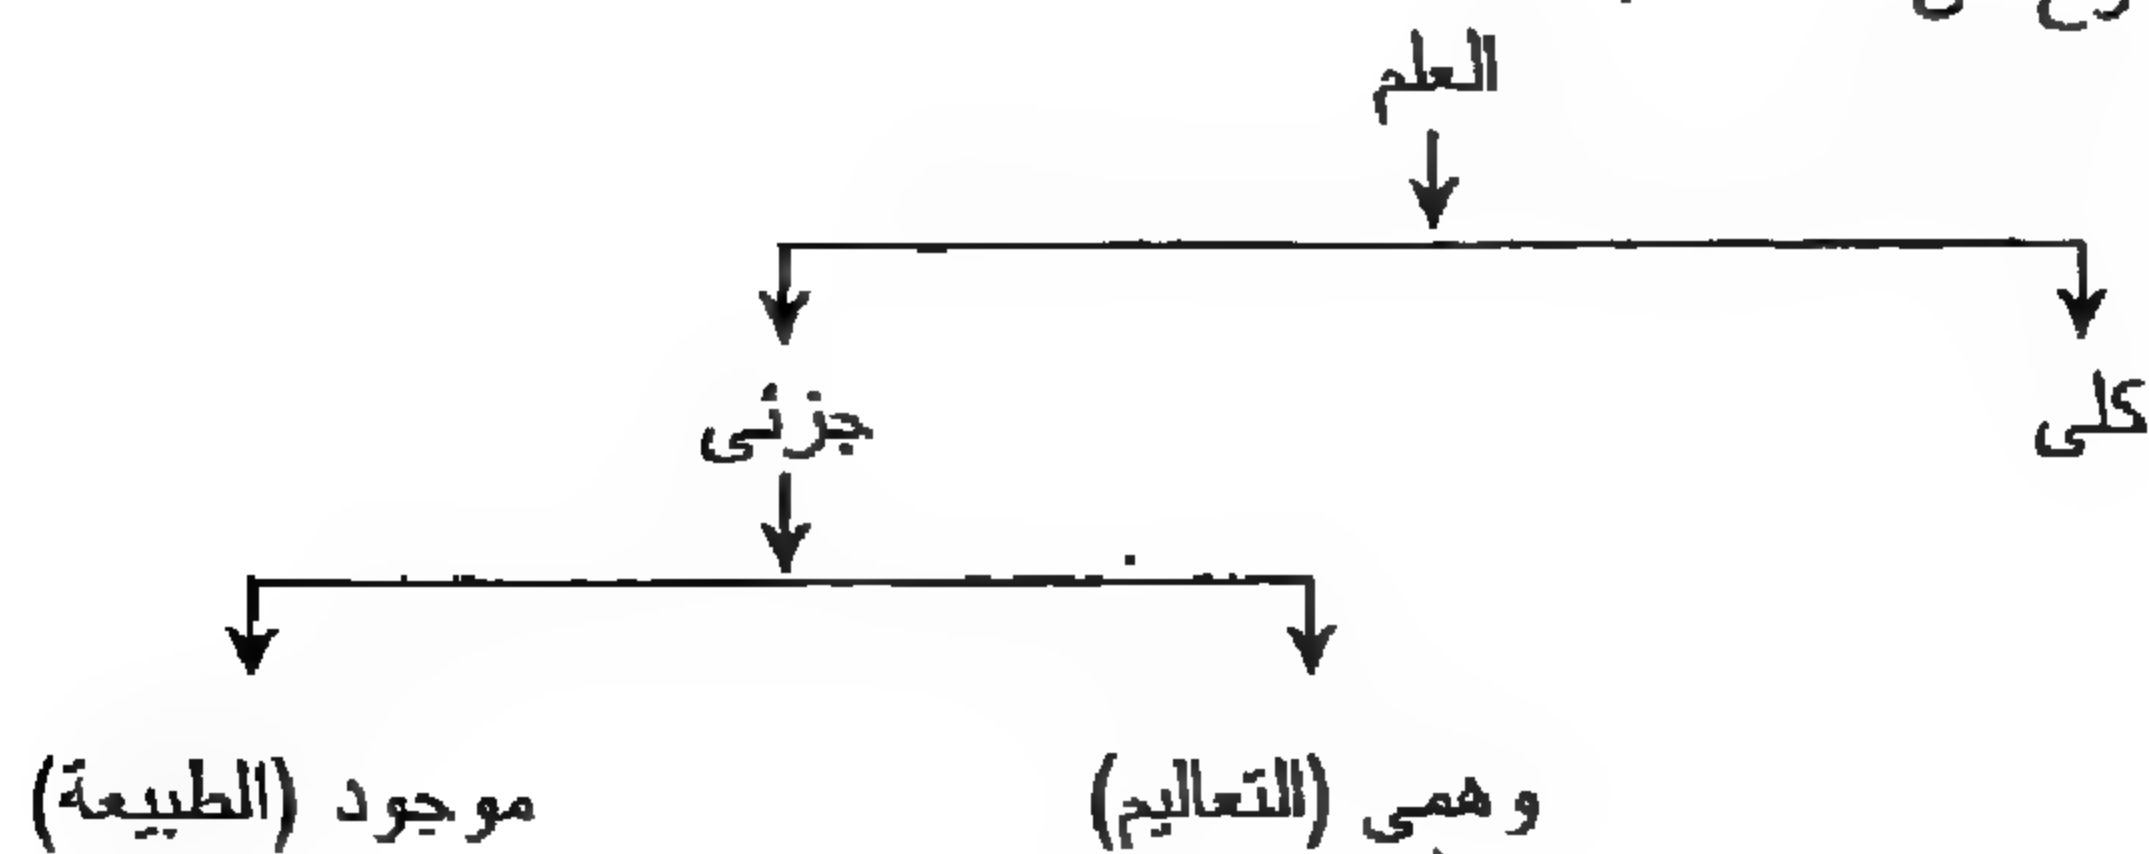 العلم
كلى جزئى
وهمى (التعاليم) موجود (الطبيعة)